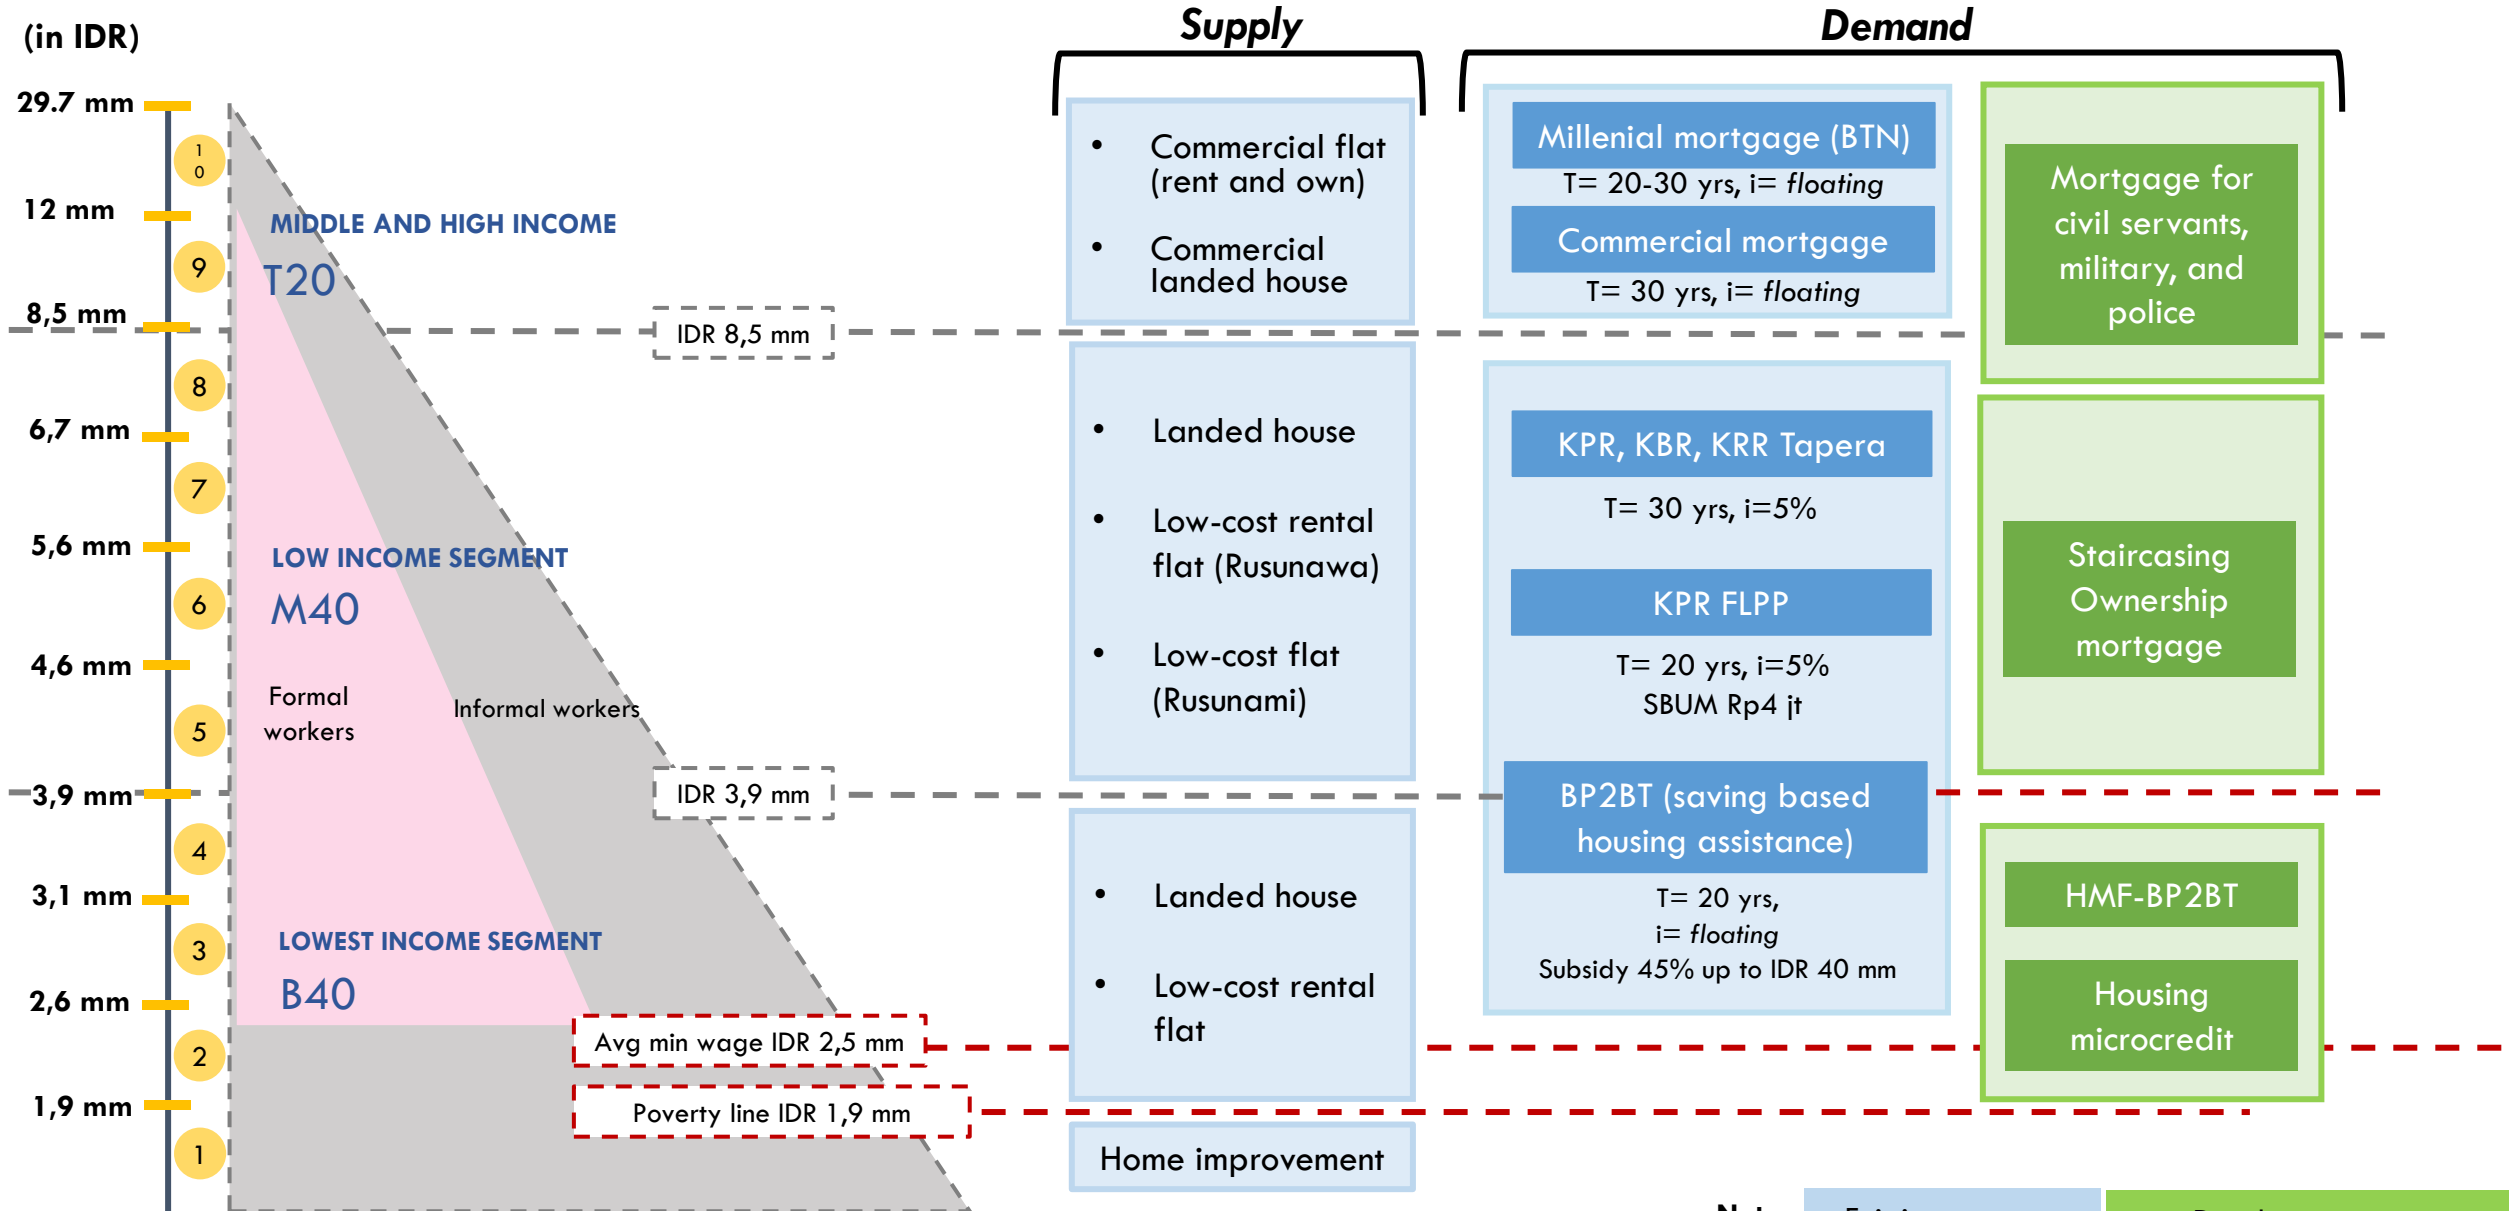 (in IDR)
Supply
Demand
29.7 mm
10
12 mm
9
8,5 mm
8
6,7 mm
7
5,6 mm
6
4,6 mm
5
3,9 mm
4
3,1 mm
3
2,6 mm
2
1,9 mm
1
MIDDLE AND HIGH INCOME
T20
LOW INCOME SEGMENT
M40
Formal
workers
Informal workers
LOWEST INCOME SEGMENT
B40
IDR 8,5 mm
IDR 3,9 mm
Avg min wage IDR 2,5 mm
Poverty line IDR 1,9 mm
• Commercial flat
(rent and own)
• Commercial
landed house
• Landed house
• Low-cost rental
flat (Rusunawa)
• Low-cost flat
(Rusunami)
• Landed house
• Low-cost rental
flat
Home improvement
Millenial mortgage (BTN)
T= 20-30 yrs, i= floating
Commercial mortgage
T= 30 yrs, i= floating
KPR, KBR, KRR Tapera
T= 30 yrs, i=5%
KPR FLPP
T= 20 yrs, i=5%
SBUM Rp4 jt
BP2BT (saving based
housing assistance)
T= 20 yrs,
i= floating
Subsidy 45% up to IDR 40 mm
Mortgage for
civil servants,
military, and
police
Staircasing
Ownership
mortgage
HMF-BP2BT
Housing
microcredit